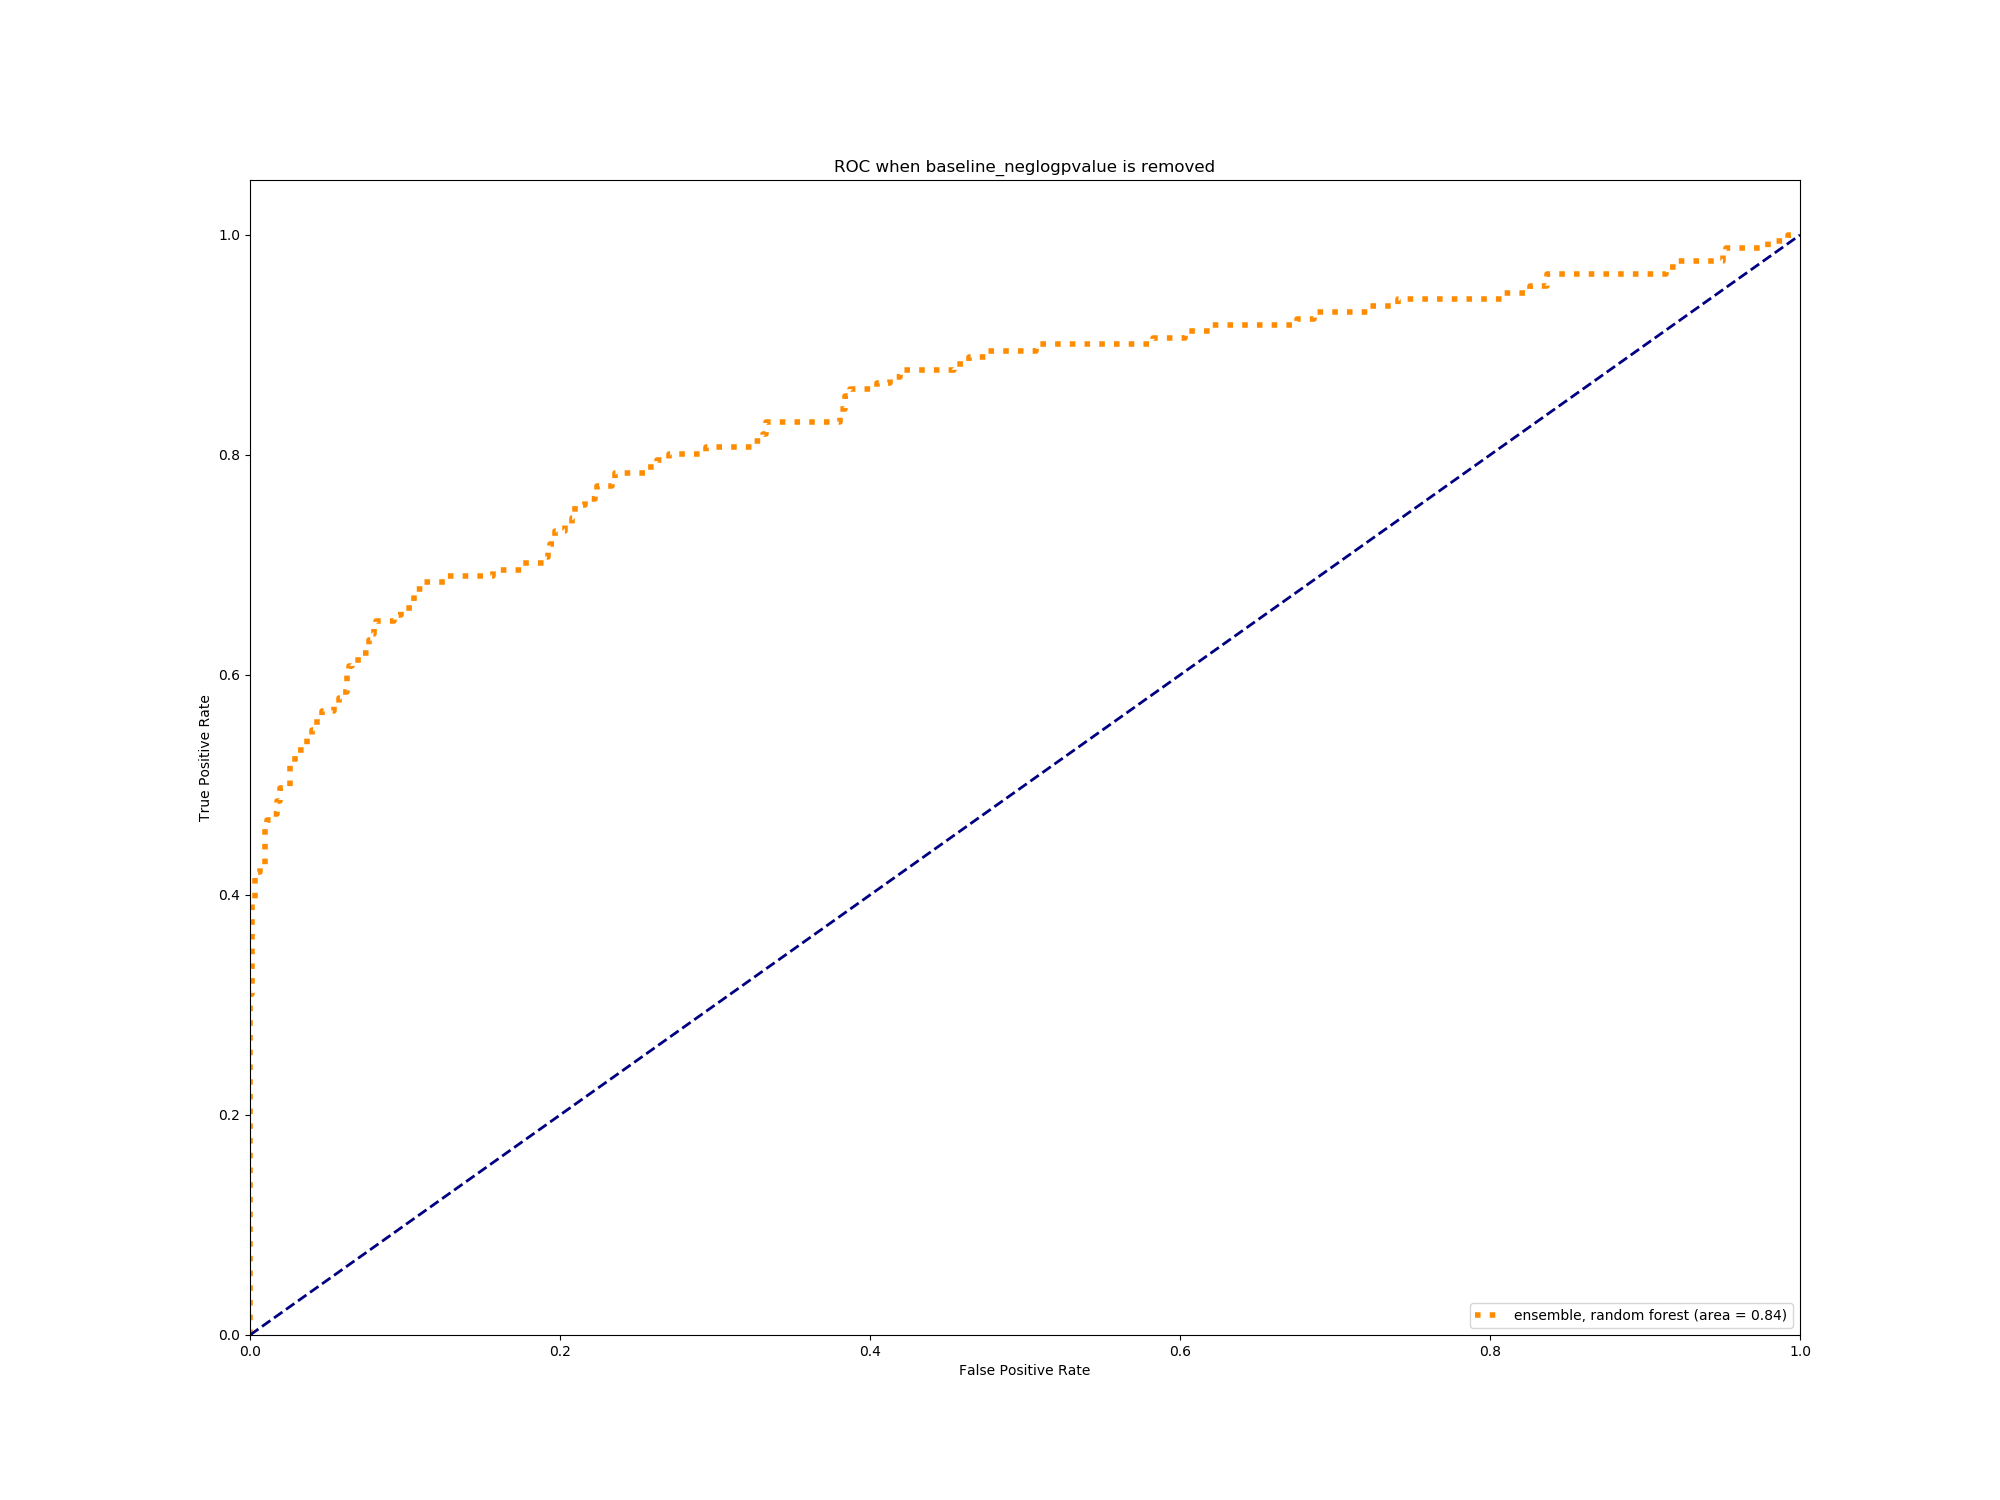 ROC when baseline_neglogpvalue is removed
1.0
0.8
0.6
0.4
0.2
0.0
True Positive Rate
0.0 0.2 0.4 0.6 0.8 1.0
False Positive Rate
ensemble, random forest (area = 0.84)